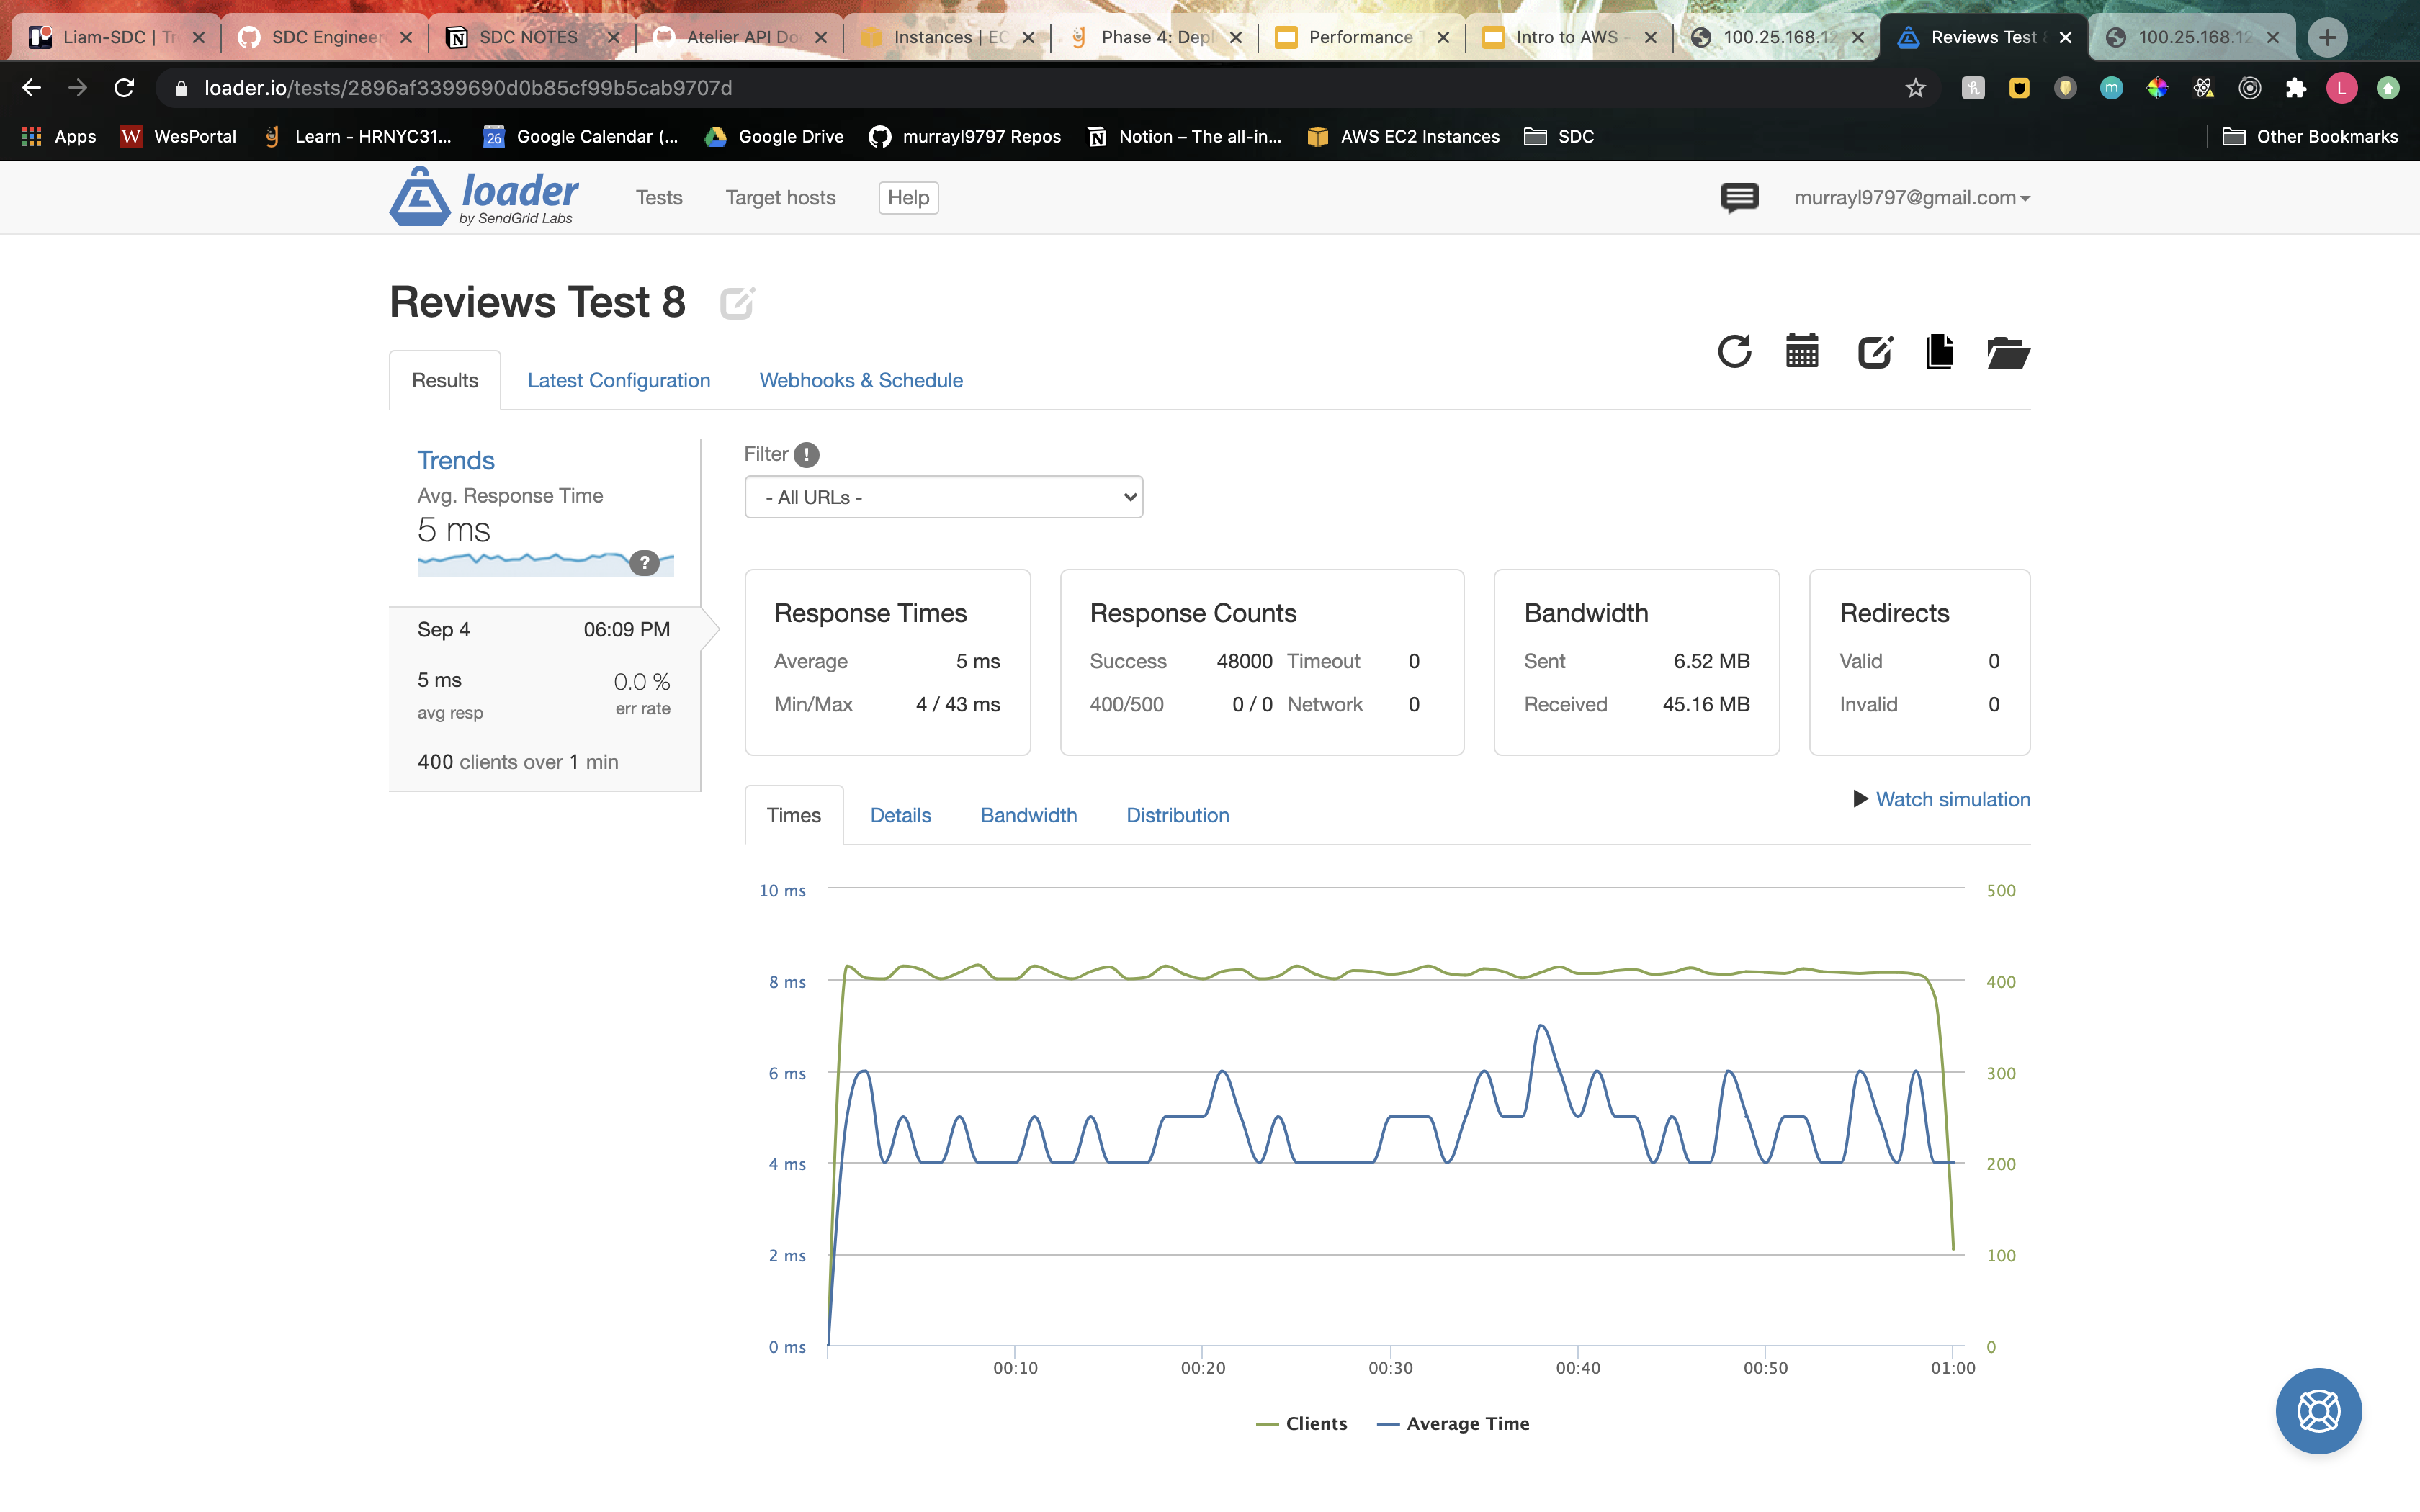 Liam-SDC | Tr
SDC Engineer
SDC NOTES
Atelier API Do
Instances | EC
Phase 4: Depl
Performance T
Intro to AWS -
100.25.168.12
Reviews Test 8
100.25.168.12
loader.io/tests/2896af3399690d0b85cf99b5cab9707d
L
Apps
W WesPortal
Learn - HRNYC31...
26 Google Calendar (...
Google Drive
murrayl9797 Repos
Notion – The all-in...
AWS EC2 Instances
SDC
Other Bookmarks
loader
by SendGrid Labs
Tests
Target hosts
Help
murrayl9797@gmail.com
Reviews Test 8
Results
Latest Configuration
Webhooks & Schedule
Trends
Avg. Response Time
5 ms
?
Sep 4 06:09 PM
5 ms 0.0 %
avg resp err rate
400 clients over 1 min
Filter !
- All URLs -
Response Times
Average 5 ms
Min/Max 4 / 43 ms
Response Counts
Success 48000 Timeout 0
400/500 0 / 0 Network 0
Bandwidth
Sent 6.52 MB
Received 45.16 MB
Redirects
Valid 0
Invalid 0
Times
Details
Bandwidth
Distribution
Watch simulation
10 ms 500
8 ms 400
6 ms 300
4 ms 200
2 ms 100
0 ms 0
00:10 00:20 00:30 00:40 00:50 01:00
Clients Average Time